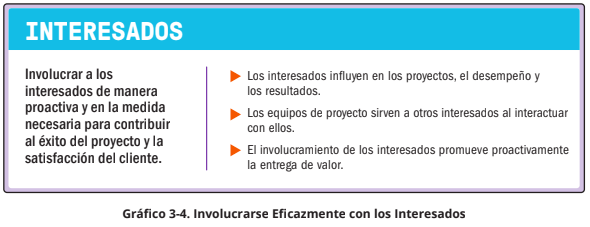 INTERESADOS
Involucrar a los
interesados de manera
proactiva y en la medida
necesaria para contribuir
al éxito del proyecto y la
satisfacción del cliente.
Los interesados influyen en los proyectos, el desempeño y
los resultados.
Los equipos de proyecto sirven a otros interesados al interactuar
con ellos.
El involucramiento de los interesados promueve proactivamente
la entrega de valor.
Gráfico 3-4. Involucrarse Eficazmente con los Interesados